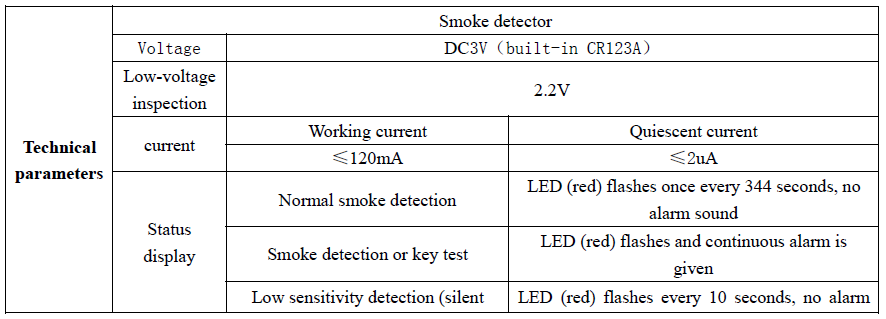 Smoke detector
Voltage
DC3V（built-in CR123A）
Low-voltage
inspection
2.2V
Technical
parameters
current
Working current
Quiescent current
≤120mA
≤2uA
Status
display
Normal smoke detection
LED (red) flashes once every 344 seconds, no
alarm sound
Smoke detection or key test
LED (red) flashes and continuous alarm is
given
Low sensitivity detection (silent
LED (red) flashes every 10 seconds, no alarm